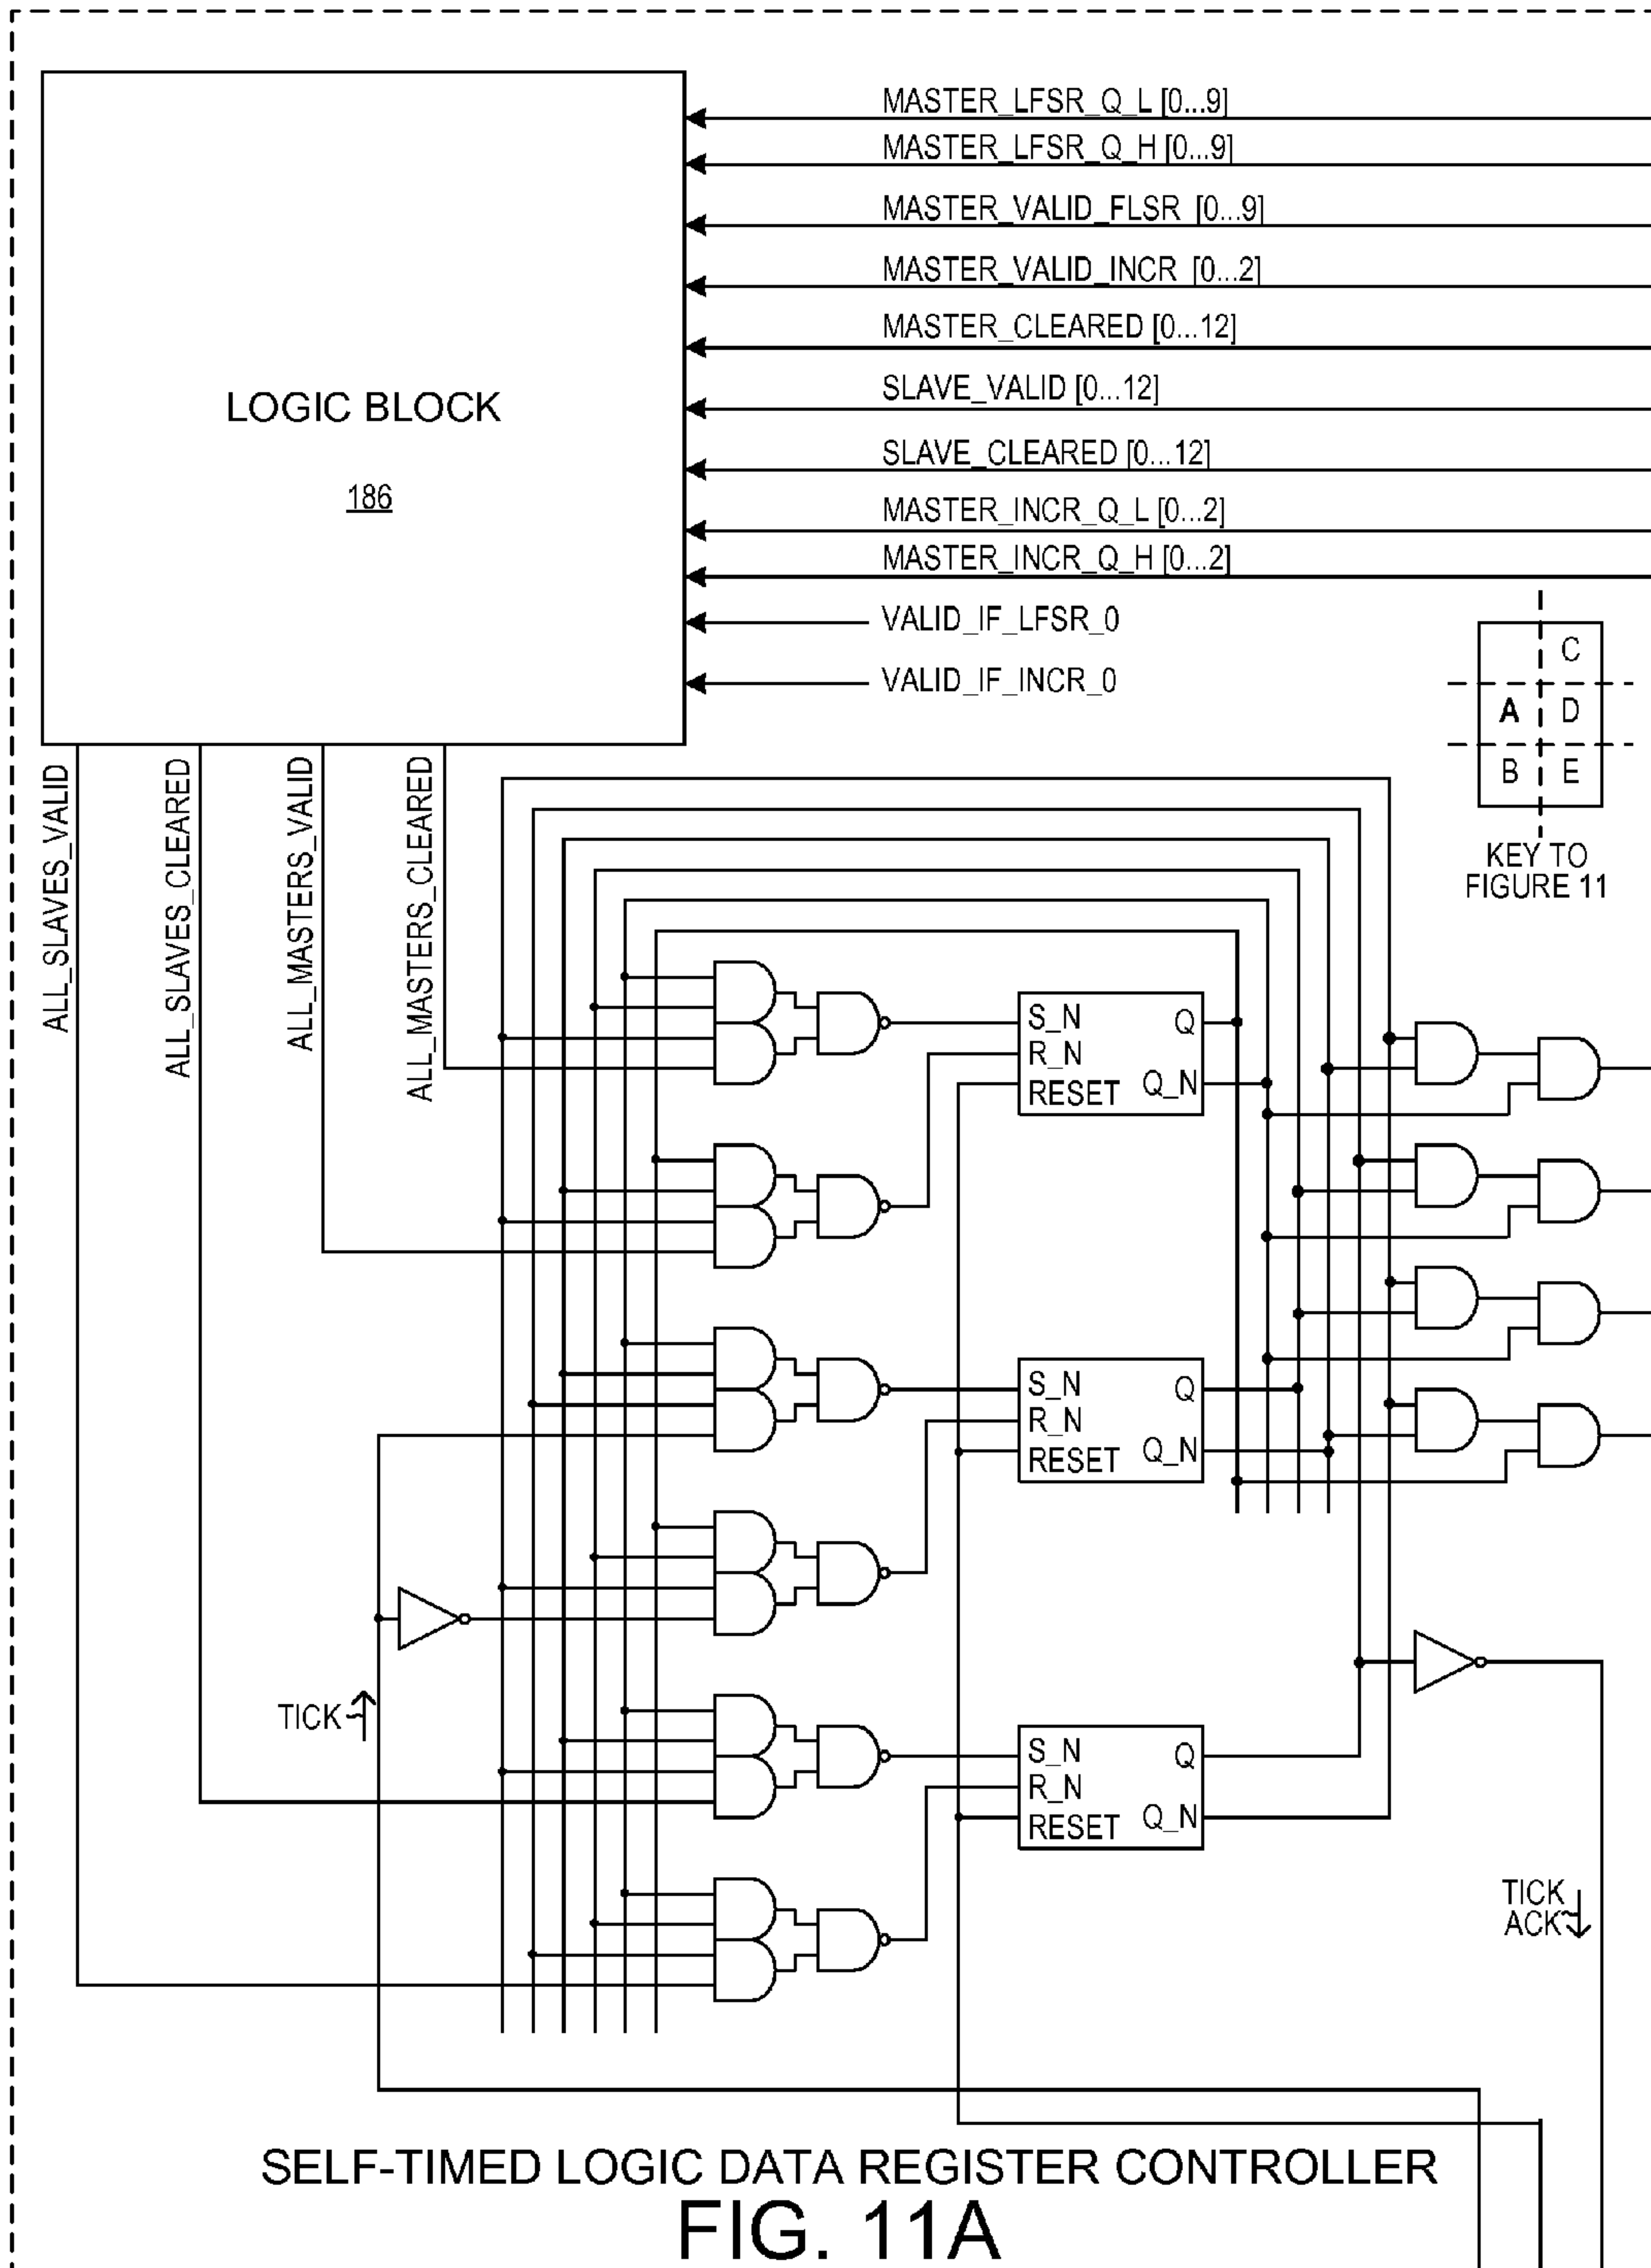 MASTER_LFSR_Q_L [0...9]
MASTER_LFSR_Q_H [0...9]
MASTER_VALID_FLSR [0...9]
MASTER_VALID_INCR [0...2]
MASTER_CLEARED [0...12]
SLAVE_VALID [0...12]
SLAVE_CLEARED [0...12]
MASTER_INCR_Q_L [0...2]
MASTER_INCR_Q_H [0...2]
VALID_IF_LFSR_0
VALID_IF_INCR_0
LOGIC BLOCK
186
C
A D
B E
KEY TO
FIGURE 11
ALL_SLAVES_VALID
ALL_SLAVES_CLEARED
ALL_MASTERS_VALID
ALL_MASTERS_CLEARED
S_N Q
R_N
RESET Q_N
S_N Q
R_N
RESET Q_N
TICK
S_N Q
R_N
RESET Q_N
TICK
ACK
SELF-TIMED LOGIC DATA REGISTER CONTROLLER
FIG. 11A